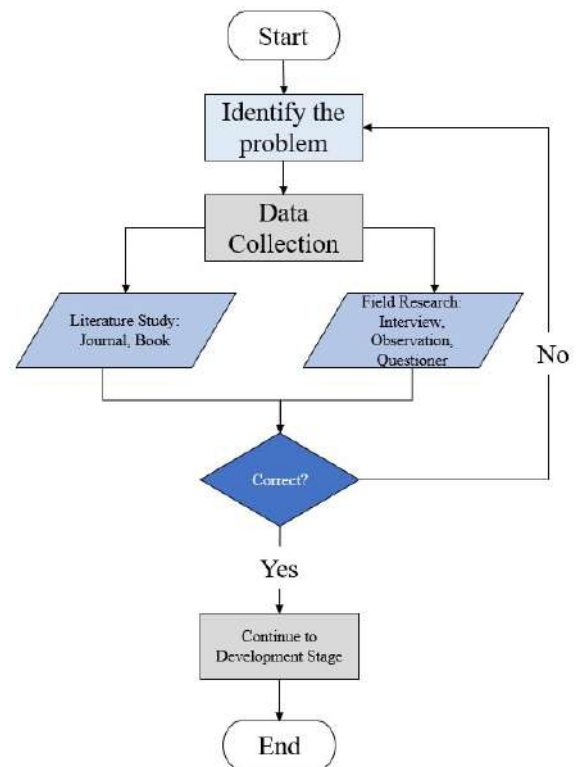 Start
Identify the
problem
Data
Collection
Literature Study:
Journal, Book
Field Research:
Interview,
Observation,
Questioner
No
Correct?
Yes
Continue to
Development Stage
End